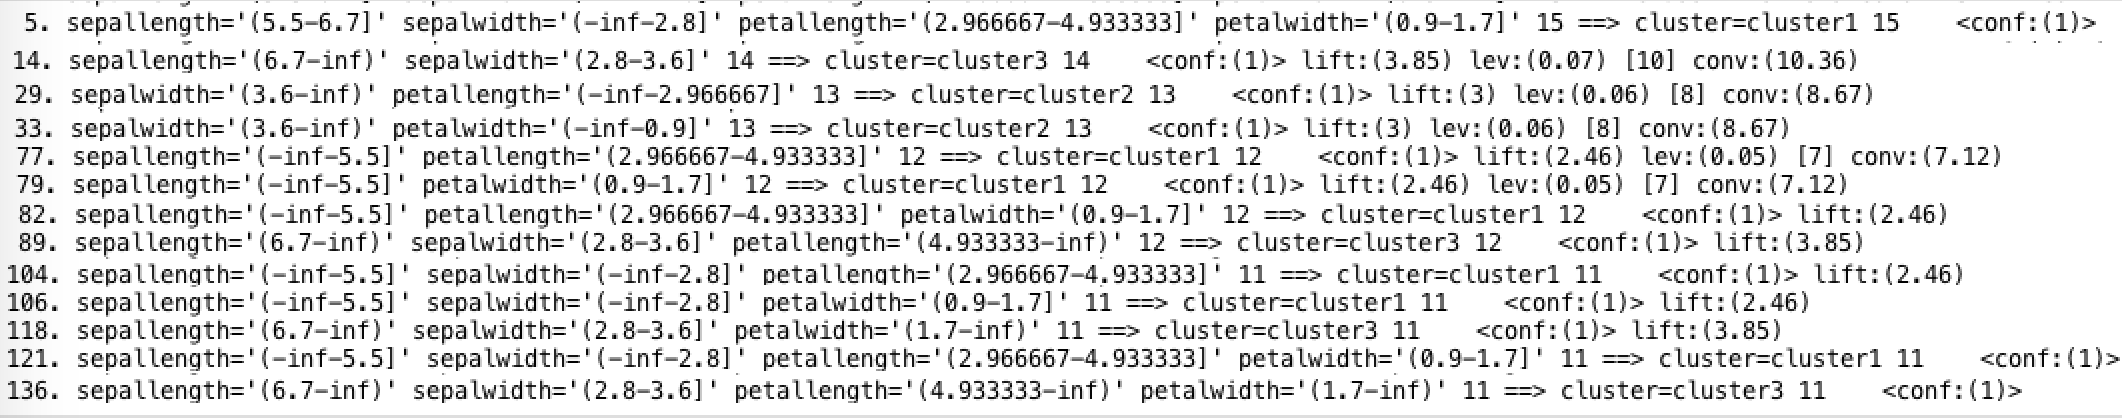 5. sepallength='(5.5-6.7]' sepalwidth='(-inf-2.8]' petallength='(2.966667-4.933333]' petalwidth='(0.9-1.7]' 15 ==> cluster=cluster1 15 <conf:(1)>
14. sepallength='(6.7-inf)' sepalwidth='(2.8-3.6]' 14 ==> cluster=cluster3 14 <conf:(1)> lift:(3.85) lev:(0.07) [10] conv:(10.36)
29. sepalwidth='(3.6-inf)' petallength='(-inf-2.966667]' 13 ==> cluster=cluster2 13 <conf:(1)> lift:(3) lev:(0.06) [8] conv:(8.67)
33. sepalwidth='(3.6-inf)' petalwidth='(-inf-0.9]' 13 ==> cluster=cluster2 13 <conf:(1)> lift:(3) lev:(0.06) [8] conv:(8.67)
77. sepallength='(-inf-5.5]' petallength='(2.966667-4.933333]' 12 ==> cluster=cluster1 12 <conf:(1)> lift:(2.46) lev:(0.05) [7] conv:(7.12)
79. sepallength='(-inf-5.5]' petalwidth='(0.9-1.7]' 12 ==> cluster=cluster1 12 <conf:(1)> lift:(2.46) lev:(0.05) [7] conv:(7.12)
82. sepallength='(-inf-5.5]' petallength='(2.966667-4.933333]' petalwidth='(0.9-1.7]' 12 ==> cluster=cluster1 12 <conf:(1)> lift:(2.46)
89. sepallength='(6.7-inf)' sepalwidth='(2.8-3.6]' petallength='(4.933333-inf)' 12 ==> cluster=cluster3 12 <conf:(1)> lift:(3.85)
104. sepallength='(-inf-5.5]' sepalwidth='(-inf-2.8]' petallength='(2.966667-4.933333]' 11 ==> cluster=cluster1 11 <conf:(1)> lift:(2.46)
106. sepallength='(-inf-5.5]' sepalwidth='(-inf-2.8]' petalwidth='(0.9-1.7]' 11 ==> cluster=cluster1 11 <conf:(1)> lift:(2.46)
118. sepallength='(6.7-inf)' sepalwidth='(2.8-3.6]' petalwidth='(1.7-inf)' 11 ==> cluster=cluster3 11 <conf:(1)> lift:(3.85)
121. sepallength='(-inf-5.5]' sepalwidth='(-inf-2.8]' petallength='(2.966667-4.933333]' petalwidth='(0.9-1.7]' 11 ==> cluster=cluster1 11 <conf:(1)>
136. sepallength='(6.7-inf)' sepalwidth='(2.8-3.6]' petallength='(4.933333-inf)' petalwidth='(1.7-inf)' 11 ==> cluster=cluster3 11 <conf:(1)>